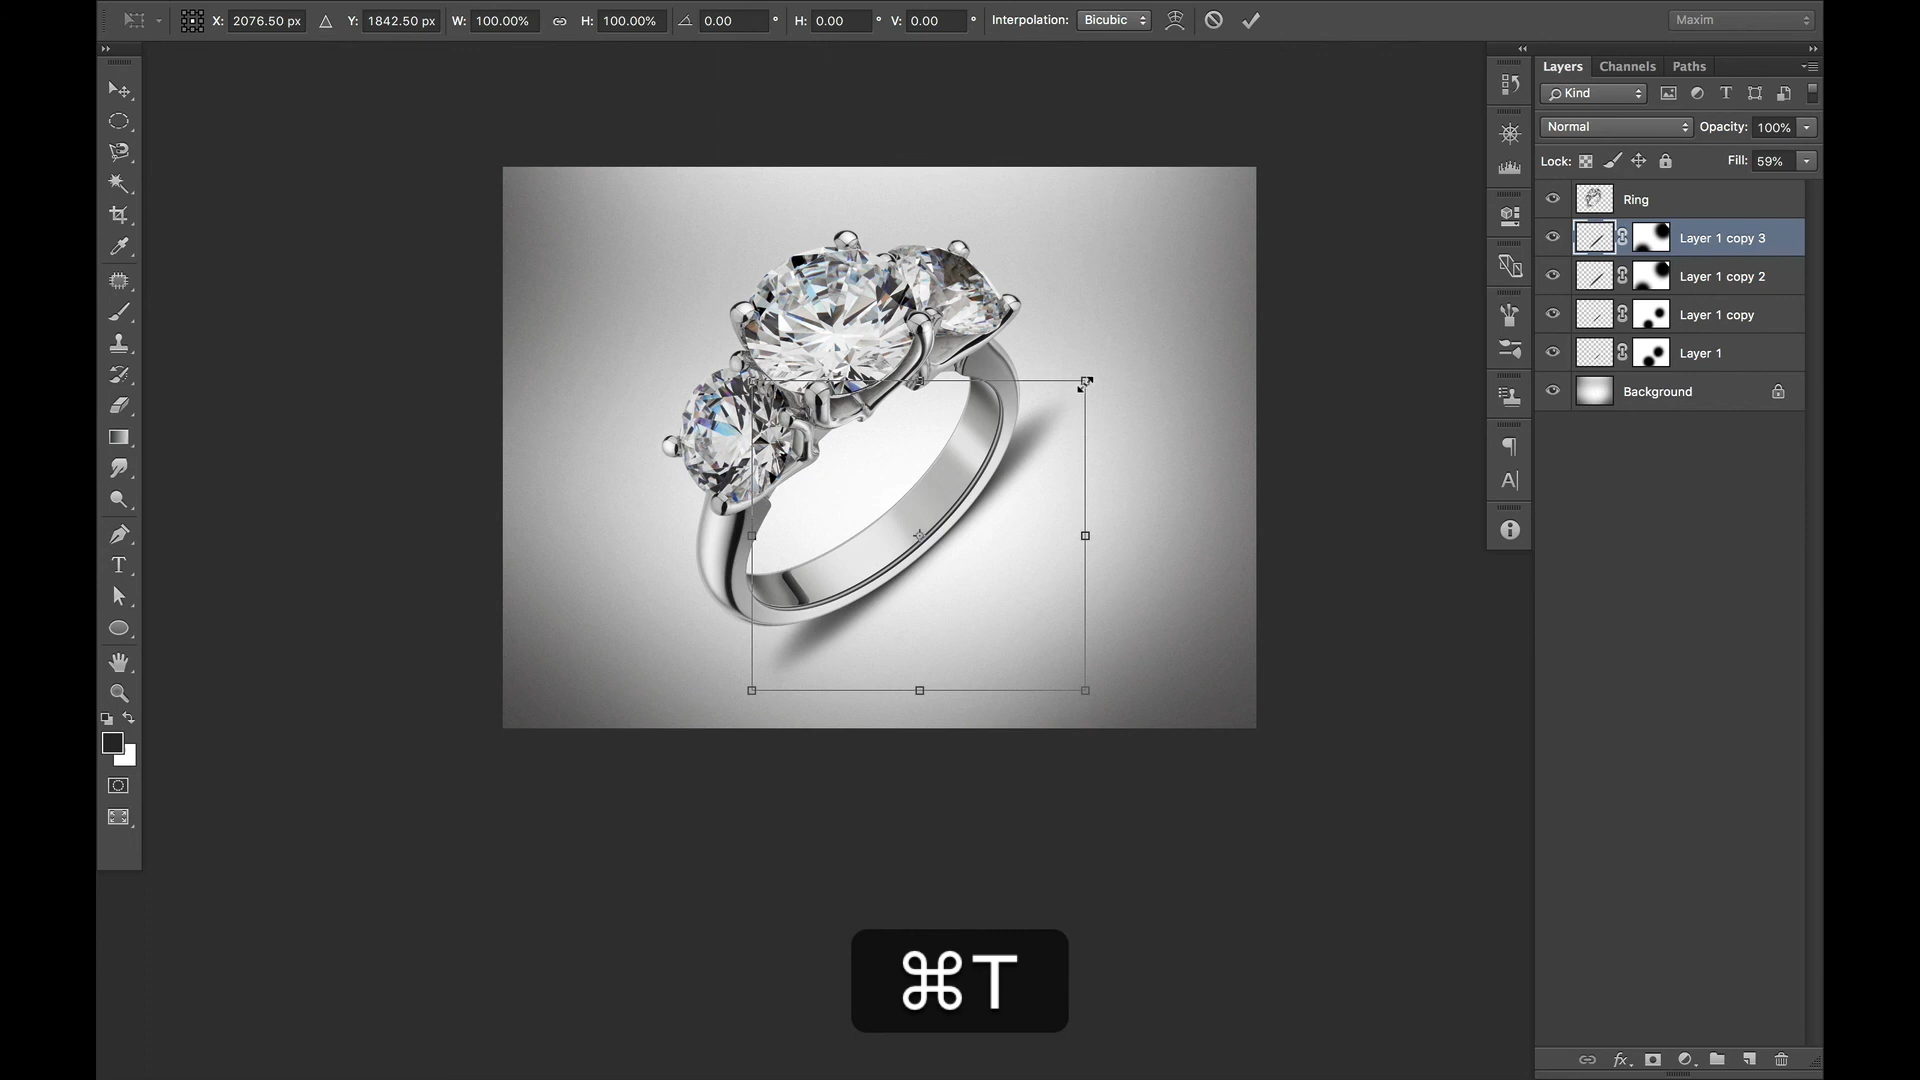 X: 2076.50 px Y: 1842.50 px W: 100.00% H: 100.00% 0.00 ° H: 0.00 ° V: 0.00 ° Interpolation: Bicubic Maxim
Layers Channels Paths
Kind T
Normal Opacity: 100%
Lock: Fill: 59%
Ring
Layer 1 copy 3
Layer 1 copy 2
Layer 1 copy
Layer 1
Background
A|
T
fx
⌘T